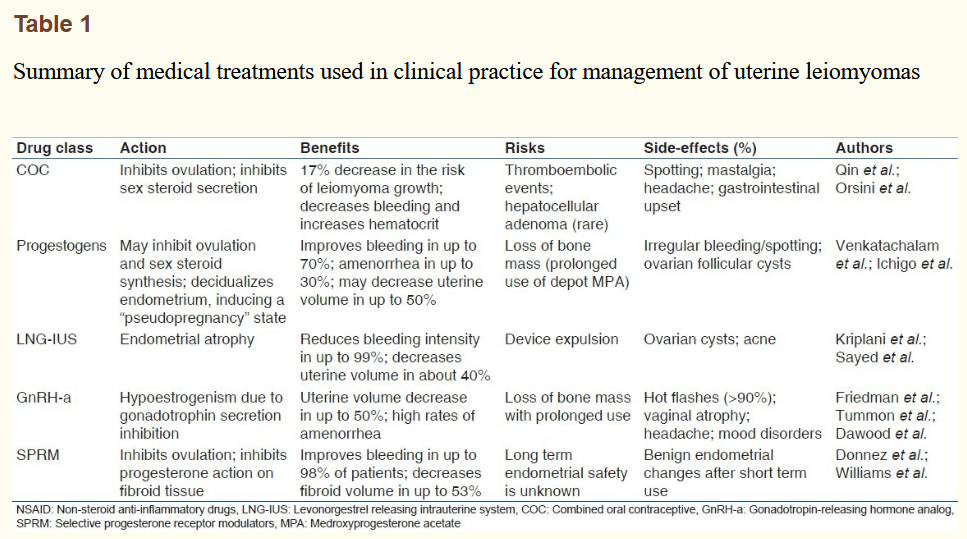 Table 1
Summary of medical treatments used in clinical practice for management of uterine leiomyomas
Drug class Action Benefits Risks Side-effects (%) Authors
COC Inhibits ovulation; inhibits 17% decrease in the risk Thromboembolic Spotting; mastalgia; Qin et al.;
sex steroid secretion of leiomyoma growth; events; headache; gastrointestinal Orsini et al.
decreases bleeding and hepatocellular upset
increases hematocrit adenoma (rare)
Progestogens May inhibit ovulation Improves bleeding in up to Loss of bone Irregular bleeding/spotting; Venkatachalam
and sex steroid 70%; amenorrhea in up to mass (prolonged ovarian follicular cysts et al.; Ichigo et al.
synthesis; decidualizes 30%; may decrease uterine use of depot MPA)
endometrium, inducing a volume in up to 50%
“pseudopregnancy” state
LNG-IUS Endometrial atrophy Reduces bleeding intensity Device expulsion Ovarian cysts; acne Kriplani et al.;
in up to 99%; decreases Sayed et al.
uterine volume in about 40%
GnRH-a Hypoestrogenism due to Uterine volume decrease Loss of bone mass Hot flashes (>90%); Friedman et al.;
gonadotrophin secretion in up to 50%; high rates of with prolonged use vaginal atrophy; Tummon et al.;
inhibition amenorrhea headache; mood disorders Dawood et al.
SPRM Inhibits ovulation; inhibits Improves bleeding in up to Long term Benign endometrial Donnez et al.;
progesterone action on 98% of patients; decreases endometrial safety changes after short term Williams et al.
fibroid tissue fibroid volume in up to 53% is unknown use
NSAID: Non-steroid anti-inflammatory drugs, LNG-IUS: Levonorgestrel releasing intrauterine system, COC: Combined oral contraceptive, GnRH-a: Gonadotropin-releasing hormone analog,
SPRM: Selective progesterone receptor modulators, MPA: Medroxyprogesterone acetate